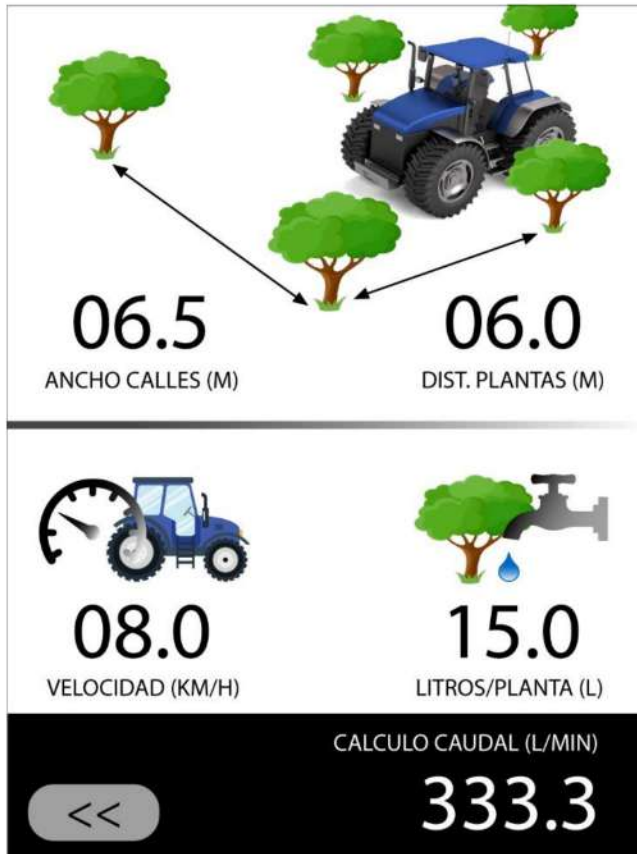 06.5
ANCHO CALLES (M)
06.0
DIST. PLANTAS (M)
08.0
VELOCIDAD (KM/H)
15.0
LITROS/PLANTA (L)
CALCULO CAUDAL (L/MIN)
<< 333.3